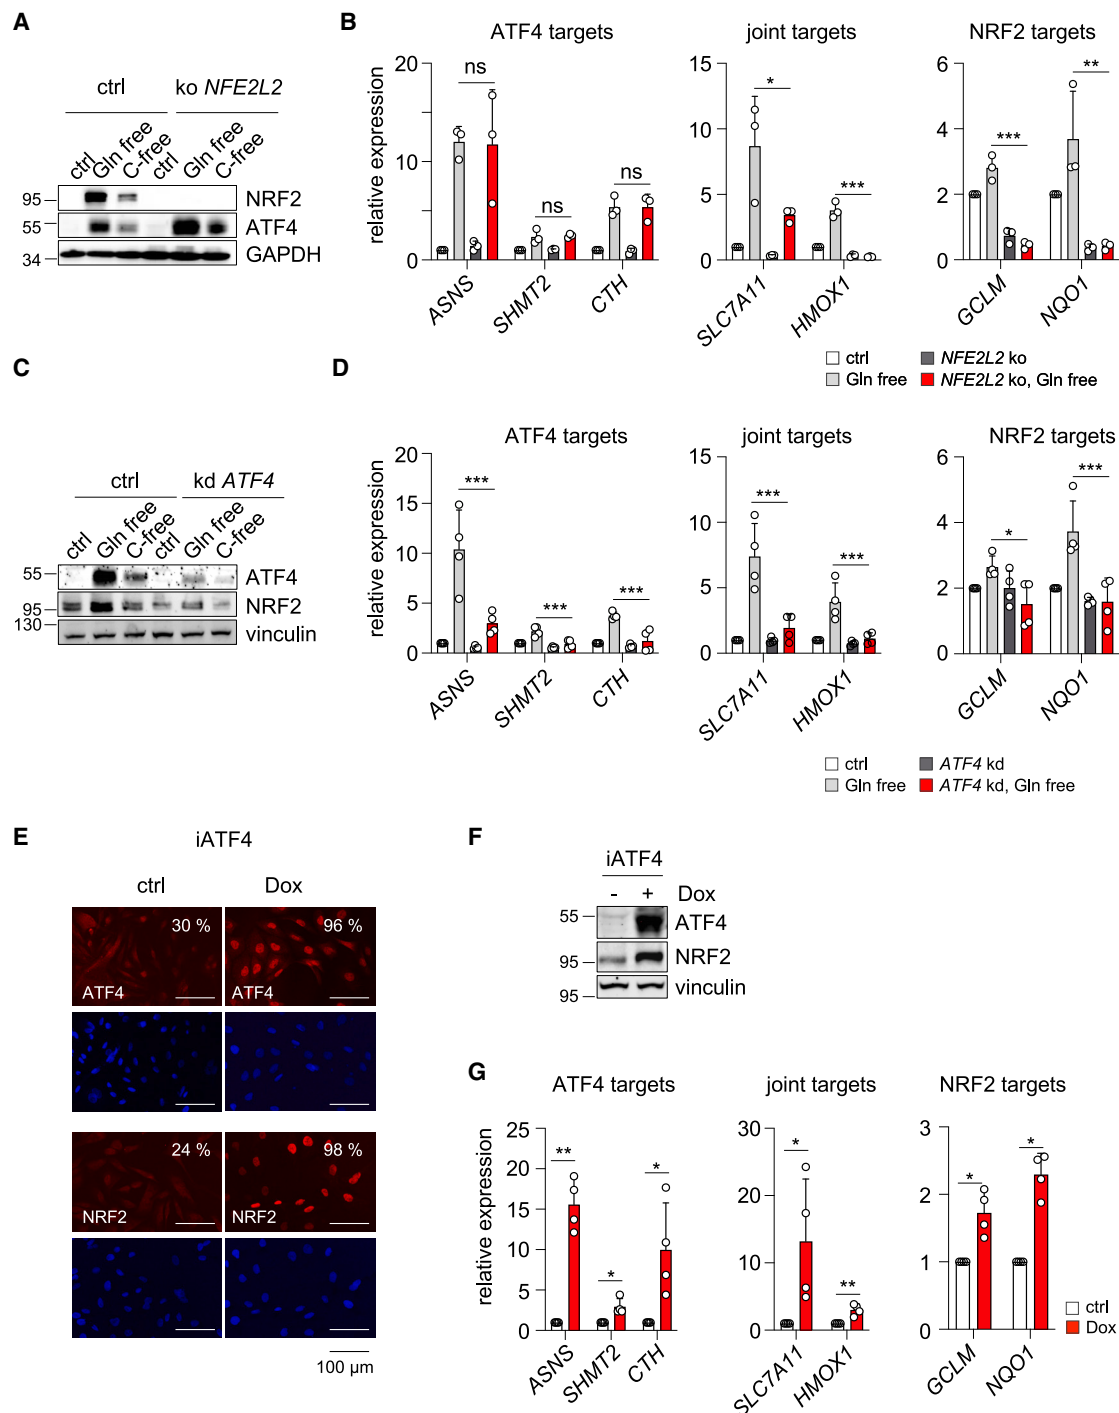 A
ctrl
ko NFE2L2
ctrl
Gln free
C-free
ctrl
Gln free
C-free
95
NRF2
55
ATF4
34
GAPDH
B
ATF4 targets
joint targets
NRF2 targets
relative expression
20
15
10
5
0
ns
ns
ns
ASNS
SHMT2
CTH
15
10
5
0
*
***
SLC7A11
HMOX1
6
4
2
0
***
**
GCLM
NQO1
ctrl
NFE2L2 ko
Gln free
NFE2L2 ko, Gln free
C
ctrl
kd ATF4
ctrl
Gln free
C-free
ctrl
Gln free
C-free
55
ATF4
95
NRF2
130
vinculin
D
ATF4 targets
joint targets
NRF2 targets
relative expression
20
15
10
5
0
***
***
***
ASNS
SHMT2
CTH
15
10
5
0
***
***
SLC7A11
HMOX1
6
4
2
0
*
***
GCLM
NQO1
ctrl
ATF4 kd
Gln free
ATF4 kd, Gln free
E
iATF4
ctrl
Dox
30 %
96 %
ATF4
ATF4
24 %
98 %
NRF2
NRF2
100 µm
F
iATF4
- + Dox
55
ATF4
95
NRF2
95
vinculin
G
ATF4 targets
joint targets
NRF2 targets
relative expression
25
20
15
10
5
0
**
*
*
ASNS
SHMT2
CTH
30
20
10
0
*
**
SLC7A11
HMOX1
3
2
1
0
*
*
GCLM
NQO1
ctrl
Dox